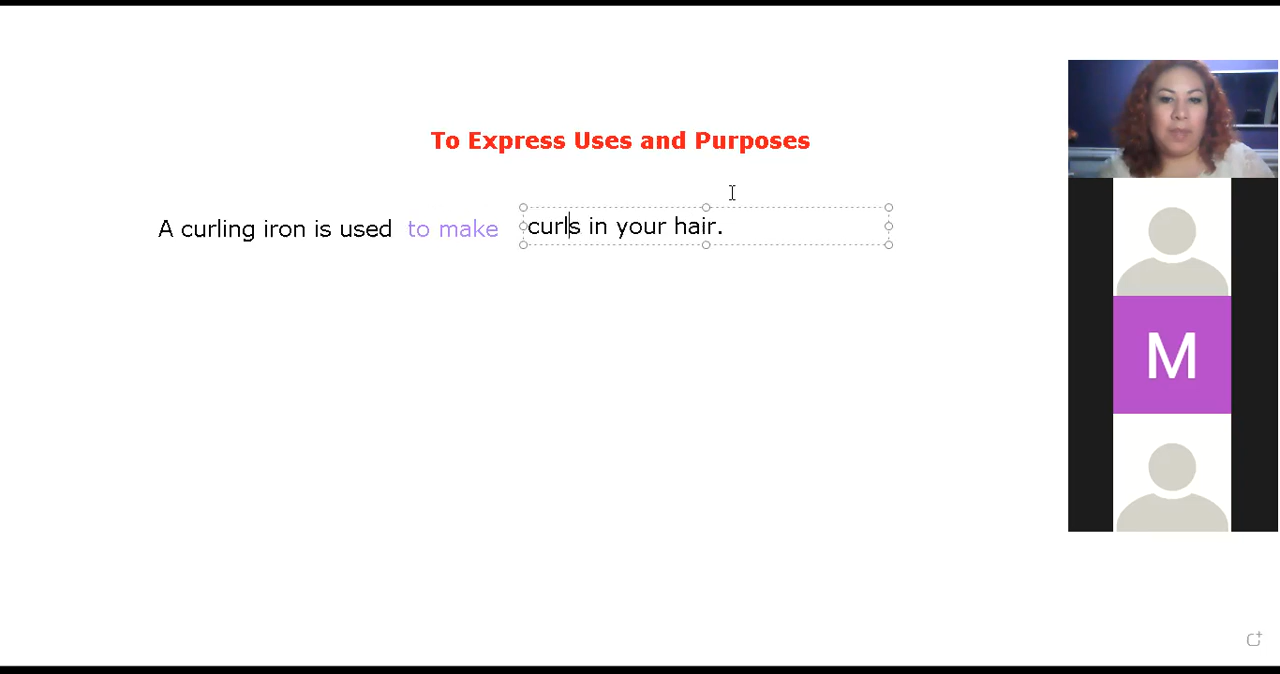 To Express Uses and Purposes
A curling iron is used to make curls in your hair.
M